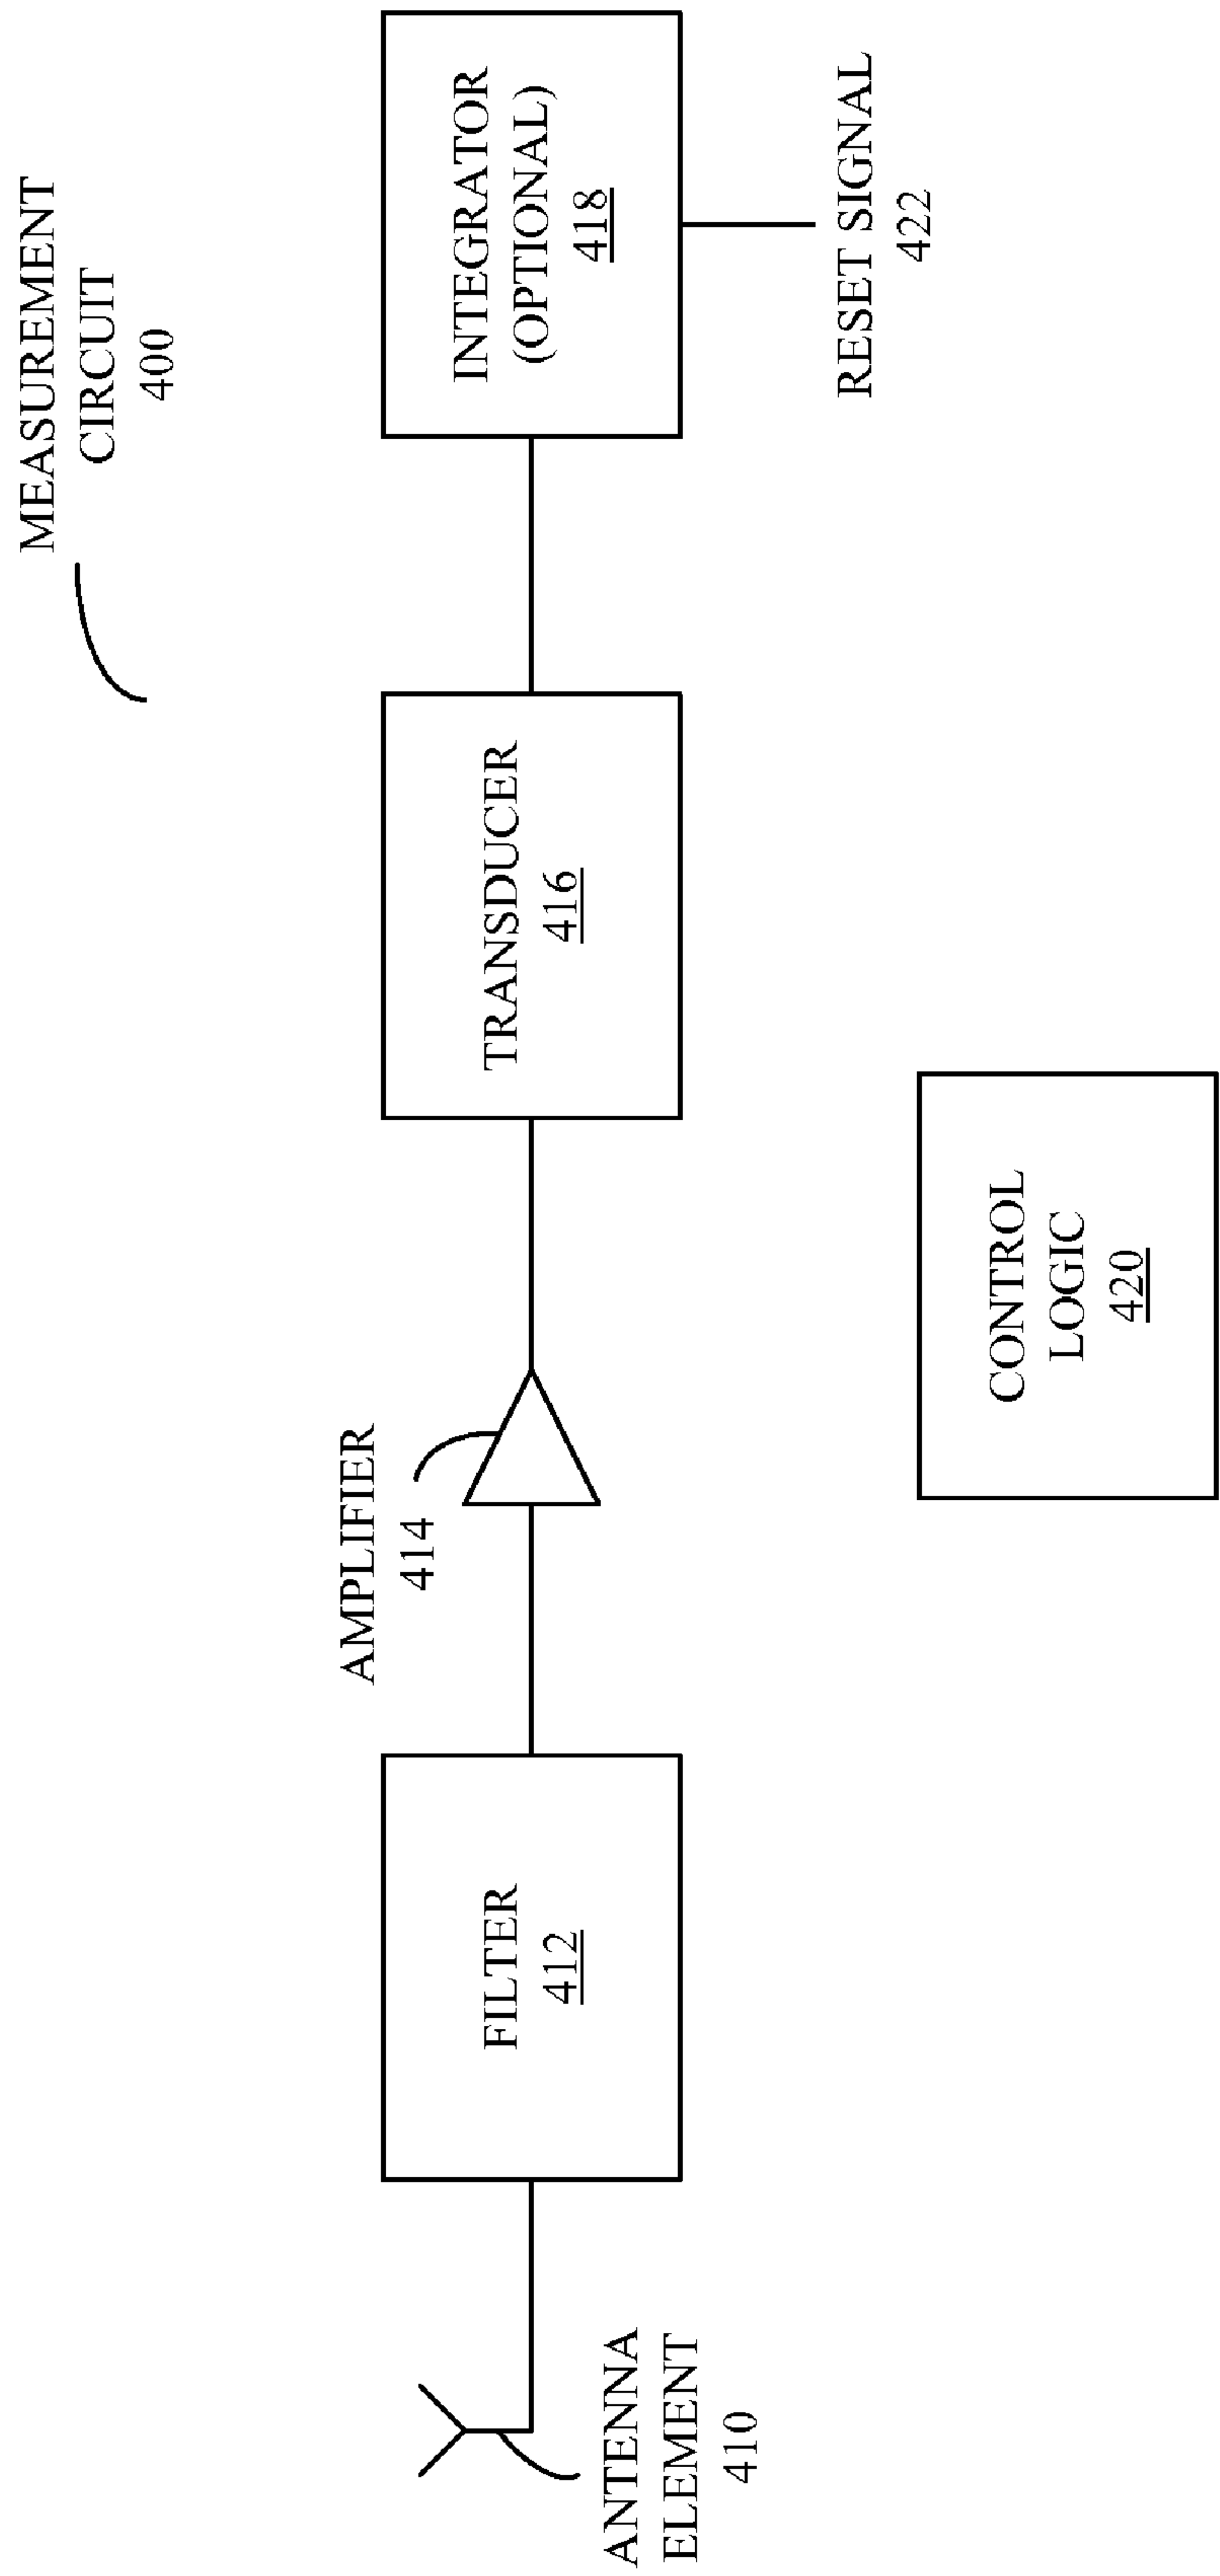 MEASUREMENT
CIRCUIT
400
AMPLIFIER
414
FILTER
412
TRANSDUCER
416
INTEGRATOR
(OPTIONAL)
418
ANTENNA
ELEMENT
410
RESET SIGNAL
422
CONTROL
LOGIC
420